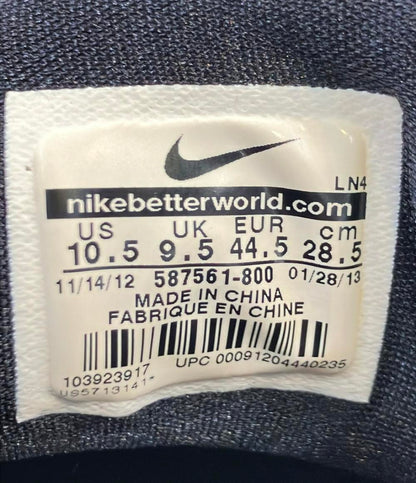 LN4
nikebetterworld.com
US UK EUR cm
10.5 9.5 44.5 28.5
11/14/12 587561-800 01/28/13
MADE IN CHINA
FABRIQUE EN CHINE
103923917 UPC 00091204440235
US5713141*